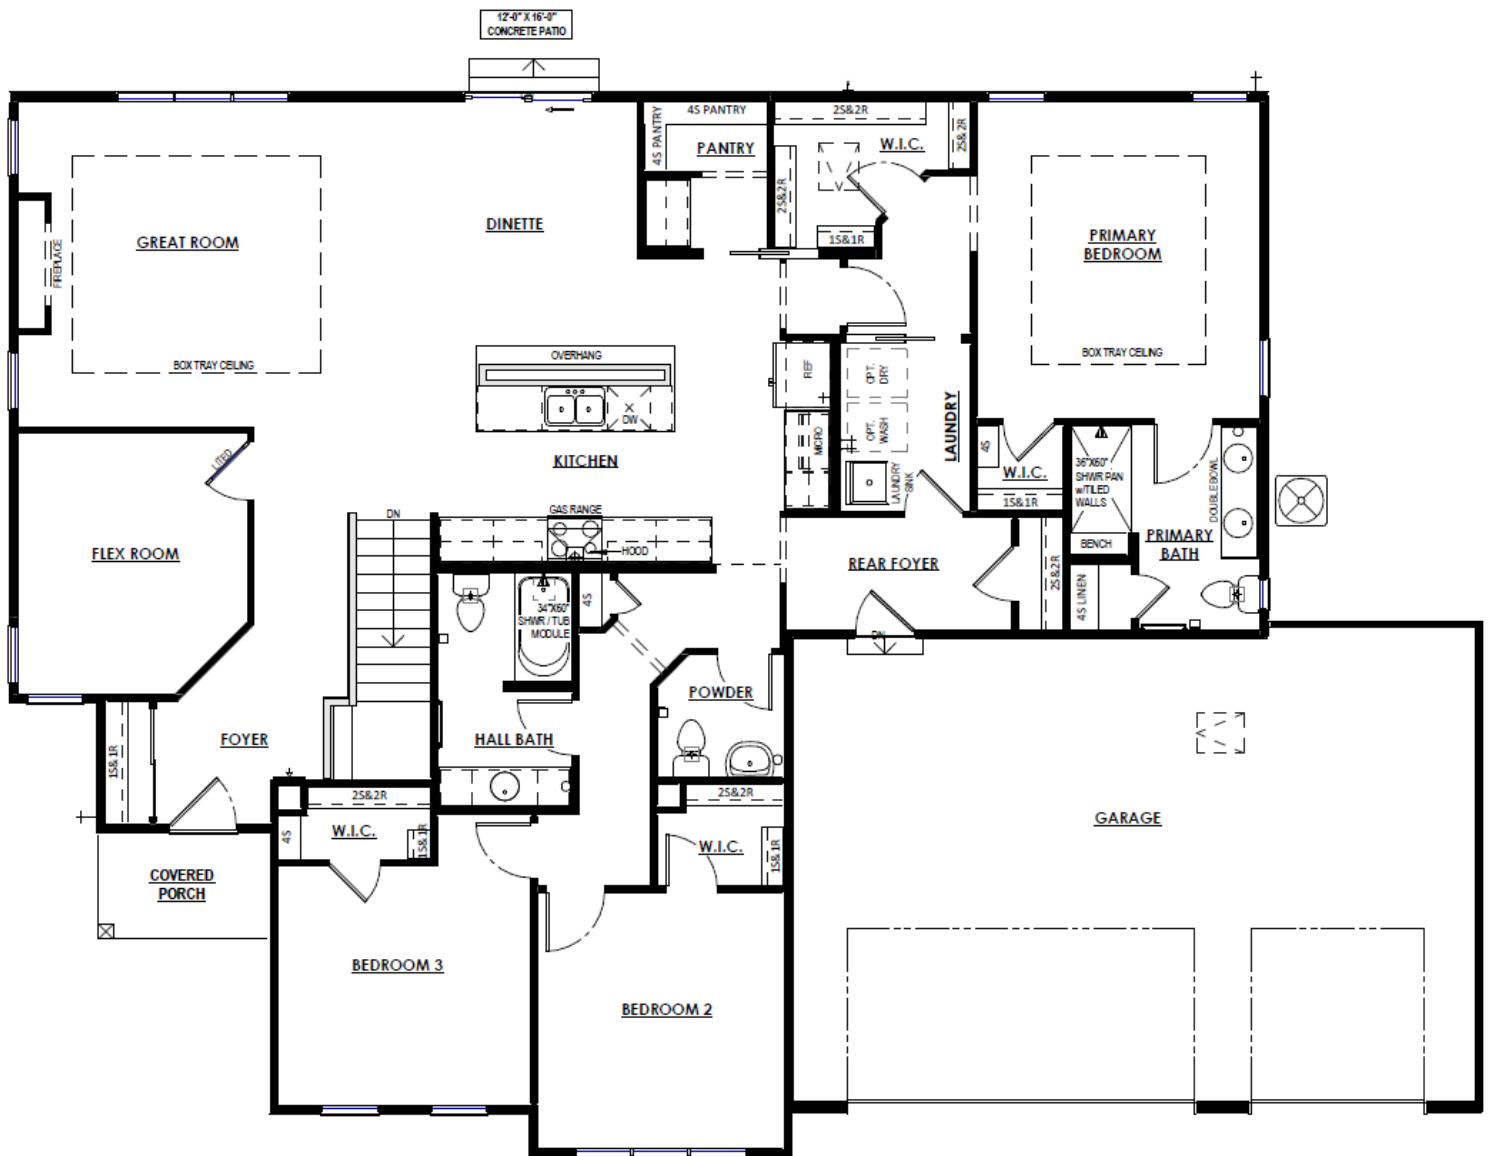 12'-0" X 16'-0"
CONCRETE PATIO
4S PANTRY
4S PANTRY
PANTRY
2S&2R
2S&2R
W.I.C.
2S&2R
1S&1R
GREAT ROOM
FIREPLACE
BOX TRAY CEILING
DINETTE
PRIMARY
BEDROOM
BOX TRAY CEILING
OVERHANG
DW
KITCHEN
REF
MICRO
OPT.
DRY
OPT.
WASH
LAUNDRY
LAUNDRY
SINK
4S
W.I.C.
1S&1R
36"X60"
SHWR PAN
w/TILED
WALLS
BENCH
DOUBLE BOWL
PRIMARY
BATH
4S LINEN
LITED
FLEX ROOM
DN
GAS RANGE
HOOD
REAR FOYER
2S&2R
DN
34"X60"
SHWR / TUB
MODULE
4S
POWDER
HALL BATH
FOYER
1S&1R
2S&2R
4S
W.I.C.
1S&1R
2S&2R
W.I.C.
1S&1R
GARAGE
COVERED
PORCH
BEDROOM 3
BEDROOM 2